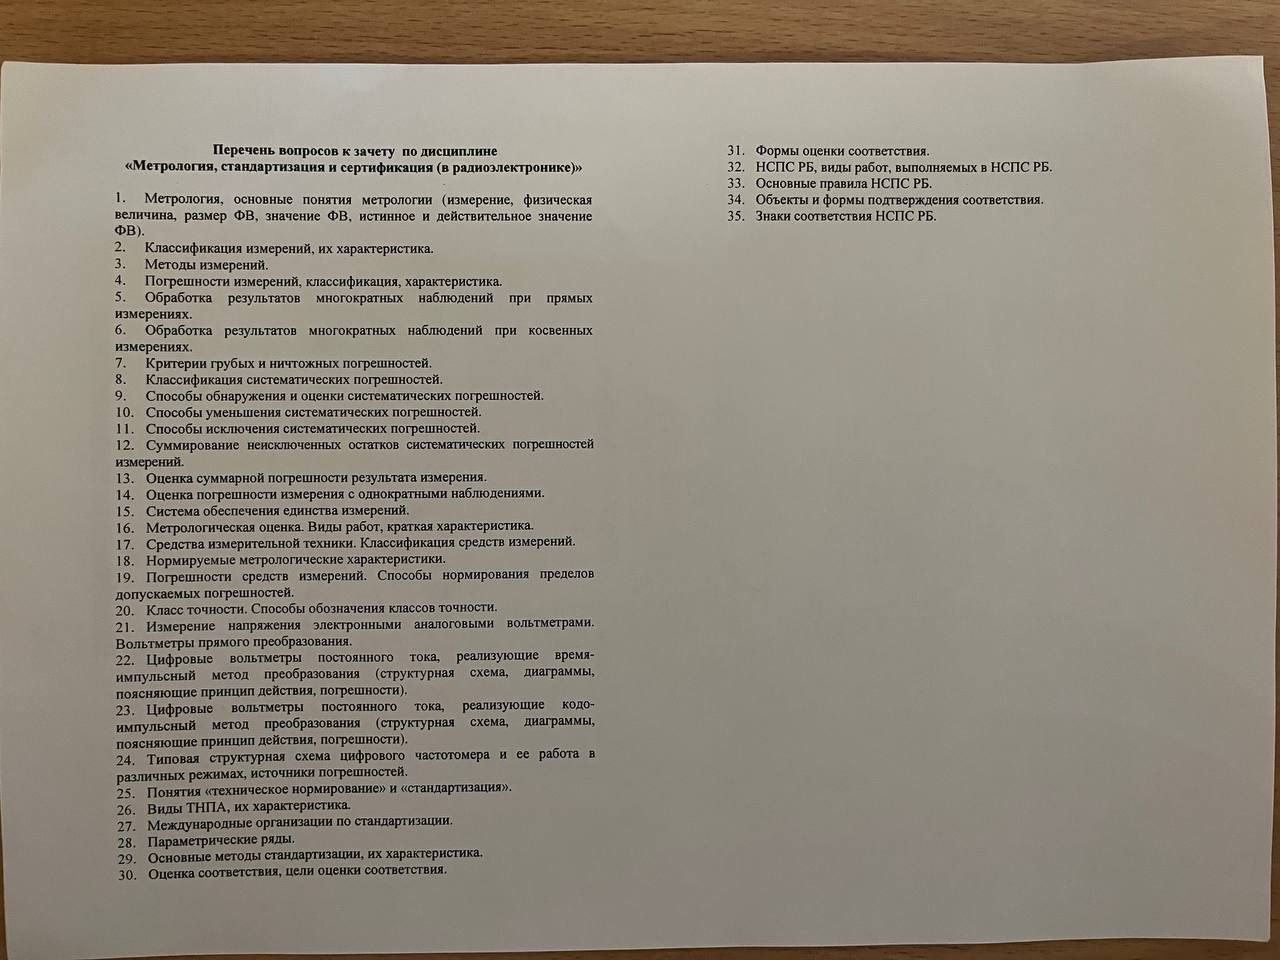 Перечень вопросов к зачету по дисциплине
«Метрология, стандартизация и сертификация (в радиоэлектронике)»
1. Метрология, основные понятия метрологии (измерение, физическая
величина, размер ФВ, значение ФВ, истинное и действительное значение
ФВ).
2. Классификация измерений, их характеристика.
3. Методы измерений.
4. Погрешности измерений, классификация, характеристика.
5. Обработка результатов многократных наблюдений при прямых
измерениях.
6. Обработка результатов многократных наблюдений при косвенных
измерениях.
7. Критерии грубых и ничтожных погрешностей.
8. Классификация систематических погрешностей.
9. Способы обнаружения и оценки систематических погрешностей.
10. Способы уменьшения систематических погрешностей.
11. Способы исключения систематических погрешностей.
12. Суммирование неисключенных остатков систематических погрешностей
измерений.
13. Оценка суммарной погрешности результата измерения.
14. Оценка погрешности измерения с однократными наблюдениями.
15. Система обеспечения единства измерений.
16. Метрологическая оценка. Виды работ, краткая характеристика.
17. Средства измерительной техники. Классификация средств измерений.
18. Нормируемые метрологические характеристики.
19. Погрешности средств измерений. Способы нормирования пределов
допускаемых погрешностей.
20. Класс точности. Способы обозначения классов точности.
21. Измерение напряжения электронными аналоговыми вольтметрами.
Вольтметры прямого преобразования.
22. Цифровые вольтметры постоянного тока, реализующие время-
импульсный метод преобразования (структурная схема, диаграммы,
поясняющие принцип действия, погрешности).
23. Цифровые вольтметры постоянного тока, реализующие кодо-
импульсный метод преобразования (структурная схема, диаграммы,
поясняющие принцип действия, погрешности).
24. Типовая структурная схема цифрового частотомера и ее работа в
различных режимах, источники погрешностей.
25. Понятия «техническое нормирование» и «стандартизация».
26. Виды ТНПА, их характеристика.
27. Международные организации по стандартизации.
28. Параметрические ряды.
29. Основные методы стандартизации, их характеристика.
30. Оценка соответствия, цели оценки соответствия.
31. Формы оценки соответствия.
32. НСПС РБ, виды работ, выполняемых в НСПС РБ.
33. Основные правила НСПС РБ.
34. Объекты и формы подтверждения соответствия.
35. Знаки соответствия НСПС РБ.